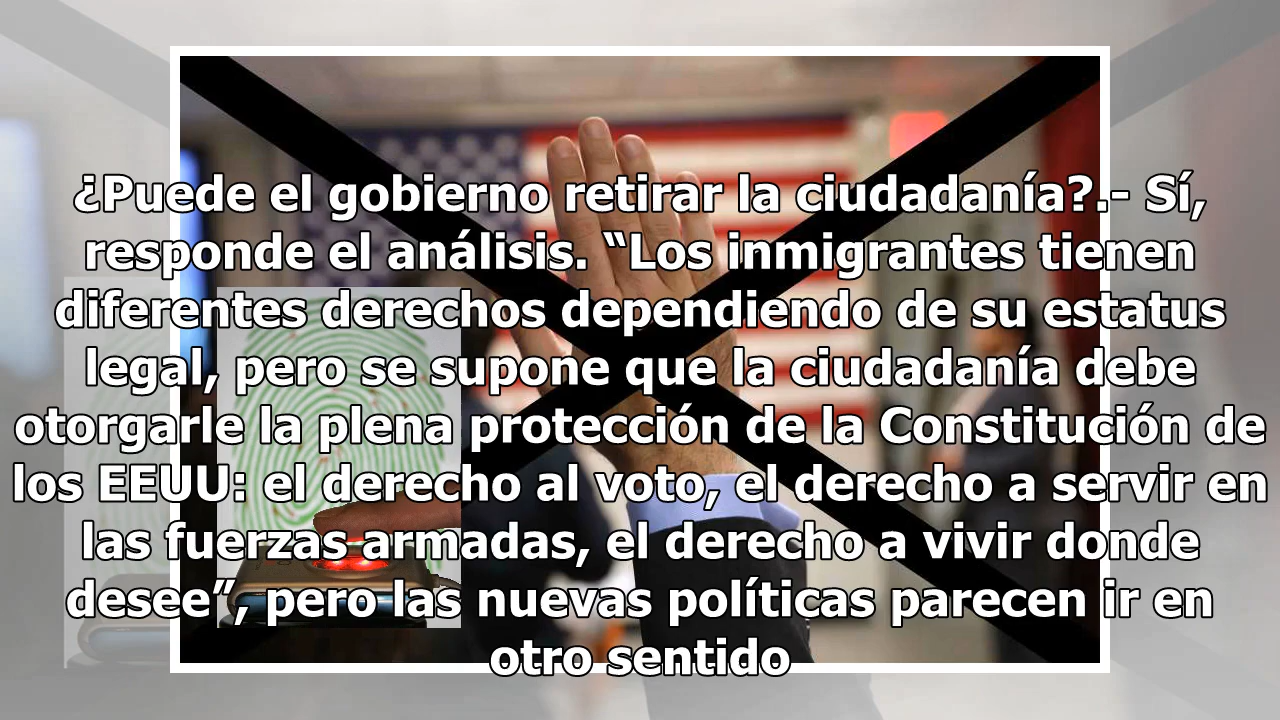 ¿Puede el gobierno retirar la ciudadanía?.- Sí,
responde el análisis. “Los inmigrantes tienen
diferentes derechos dependiendo de su estatus
legal, pero se supone que la ciudadanía debe
otorgarle la plena protección de la Constitución de
los EEUU: el derecho al voto, el derecho a servir en
las fuerzas armadas, el derecho a vivir donde
desee”, pero las nuevas políticas parecen ir en
otro sentido